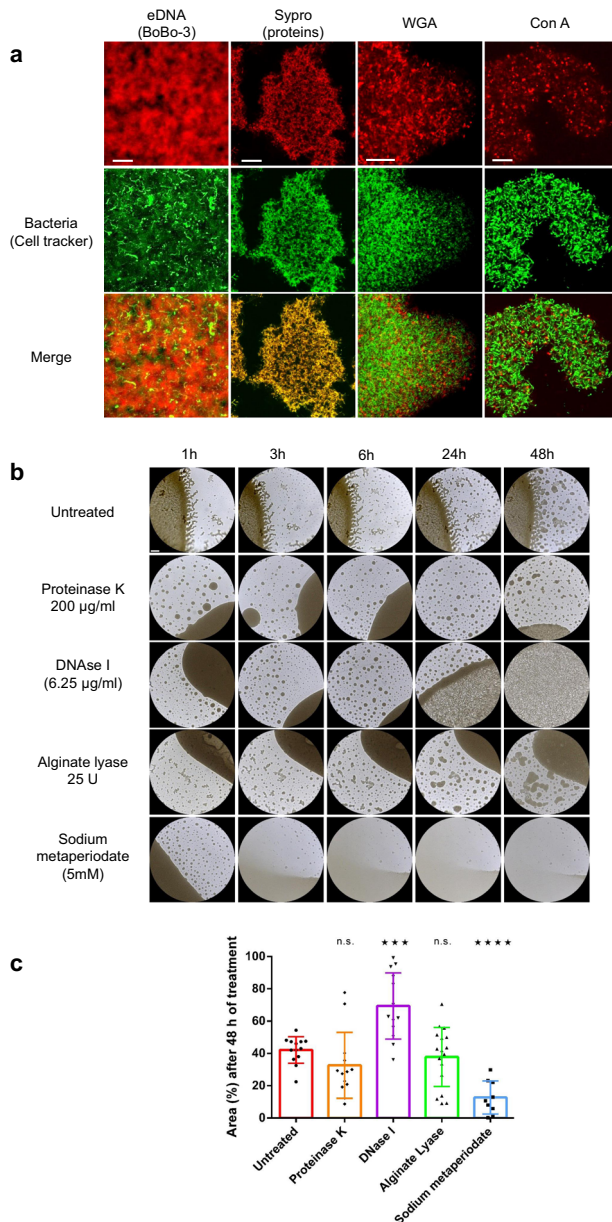 eDNA
(BoBo-3)
Sypro
(proteins)
WGA
Con A
a
Bacteria
(Cell tracker)
Merge
b
1h
3h
6h
24h
48h
Untreated
Proteinase K
200 µg/ml
DNAse I
(6.25 µg/ml)
Alginate lyase
25 U
Sodium
metaperiodate
(5mM)
c
n.s.
★★★
n.s.
★★★★
Area (%) after 48 h of treatment
100
80
60
40
20
0
Untreated
Proteinase K
DNase I
Alginate Lyase
Sodium metaperiodate